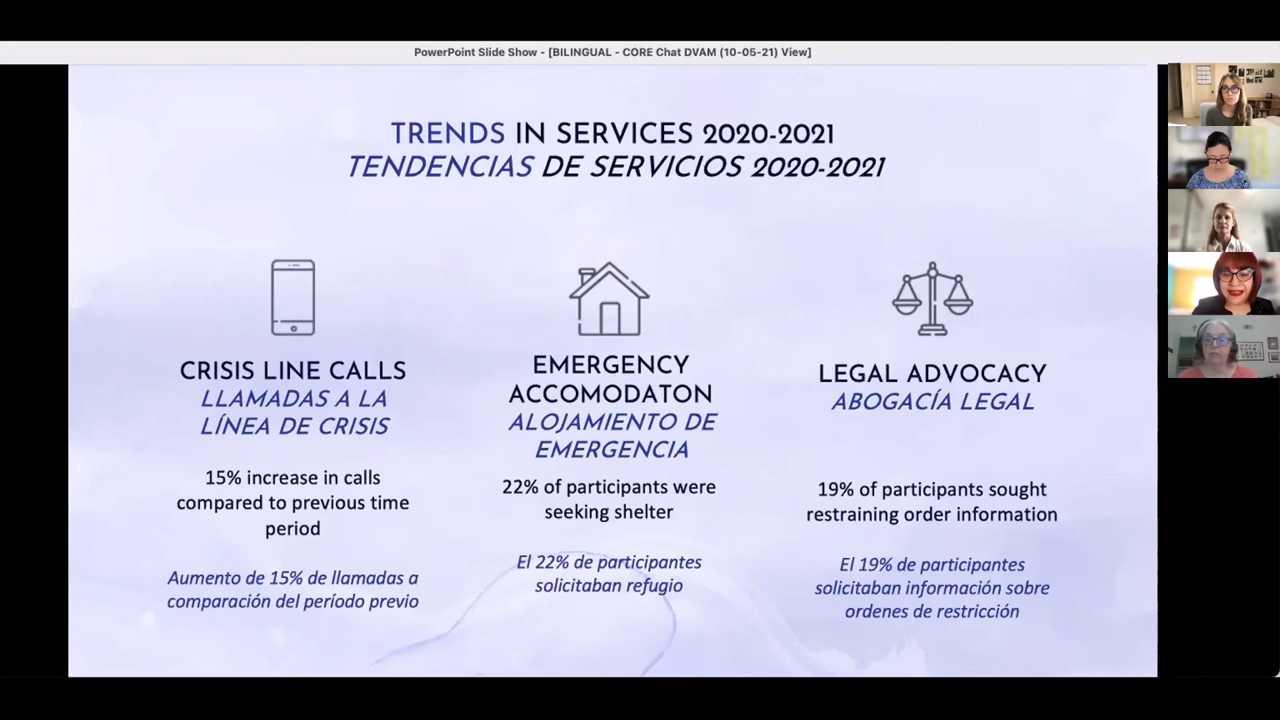 PowerPoint Slide Show - [BILINGUAL - CORE Chat DVAM (10-05-21) View]
TRENDS IN SERVICES 2020-2021
TENDENCIAS DE SERVICIOS 2020-2021
CRISIS LINE CALLS
LLAMADAS A LA
LÍNEA DE CRISIS
15% increase in calls
compared to previous time
period
Aumento de 15% de llamadas a
comparación del período previo
EMERGENCY
ACCOMODATON
ALOJAMIENTO DE
EMERGENCIA
22% of participants were
seeking shelter
El 22% de participantes
solicitaban refugio
LEGAL ADVOCACY
ABOGACÍA LEGAL
19% of participants sought
restraining order information
El 19% de participantes
solicitaban información sobre
ordenes de restricción